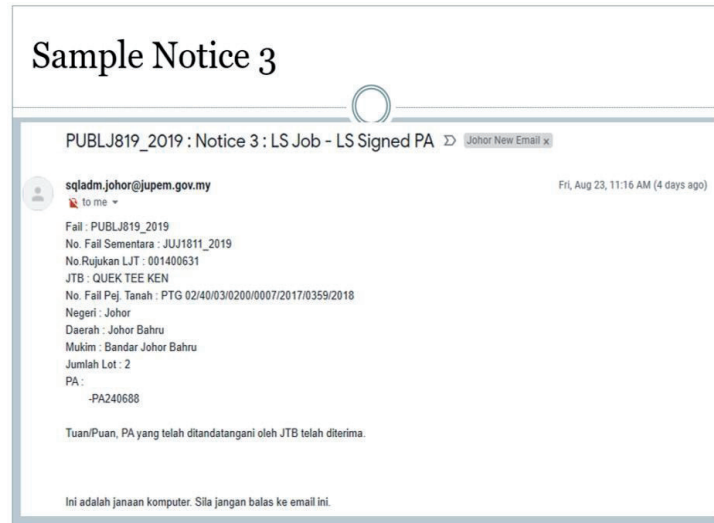 Sample Notice 3
PUBLJ819_2019 : Notice 3 : LS Job - LS Signed PA Johor New Email x
sqladm.johor@jupem.gov.my Fri, Aug 23, 11:16 AM (4 days ago)
to me
Fail : PUBLJ819_2019
No. Fail Sementara : JUJ1811_2019
No.Rujukan LJT : 001400631
JTB : QUEK TEE KEN
No. Fail Pej. Tanah : PTG 02/40/03/0200/0007/2017/0359/2018
Negeri : Johor
Daerah : Johor Bahru
Mukim : Bandar Johor Bahru
Jumlah Lot : 2
PA :
-PA240688
Tuan/Puan, PA yang telah ditandatangani oleh JTB telah diterima.
Ini adalah janaan komputer. Sila jangan balas ke email ini.